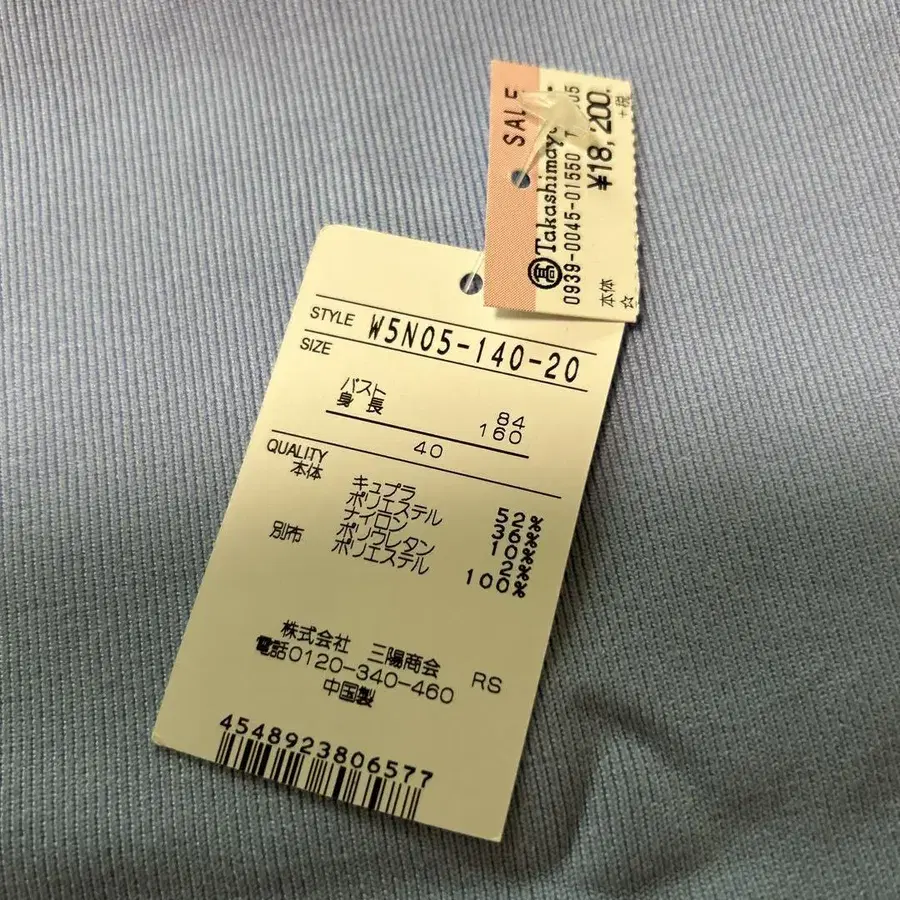 SALE
髙 Takashimaya
0939-0045-01550
¥18,200.
本体
+税
☆
STYLE W5N05-140-20
SIZE
バスト 84
身長 160
40
QUALITY
本体 キュプラ 52%
ポリエステル 36%
ナイロン 10%
ポリウレタン 2%
別布 ポリエステル 100%
株式会社 三陽商会
電話0120-340-460 RS
中国製
4548923806577